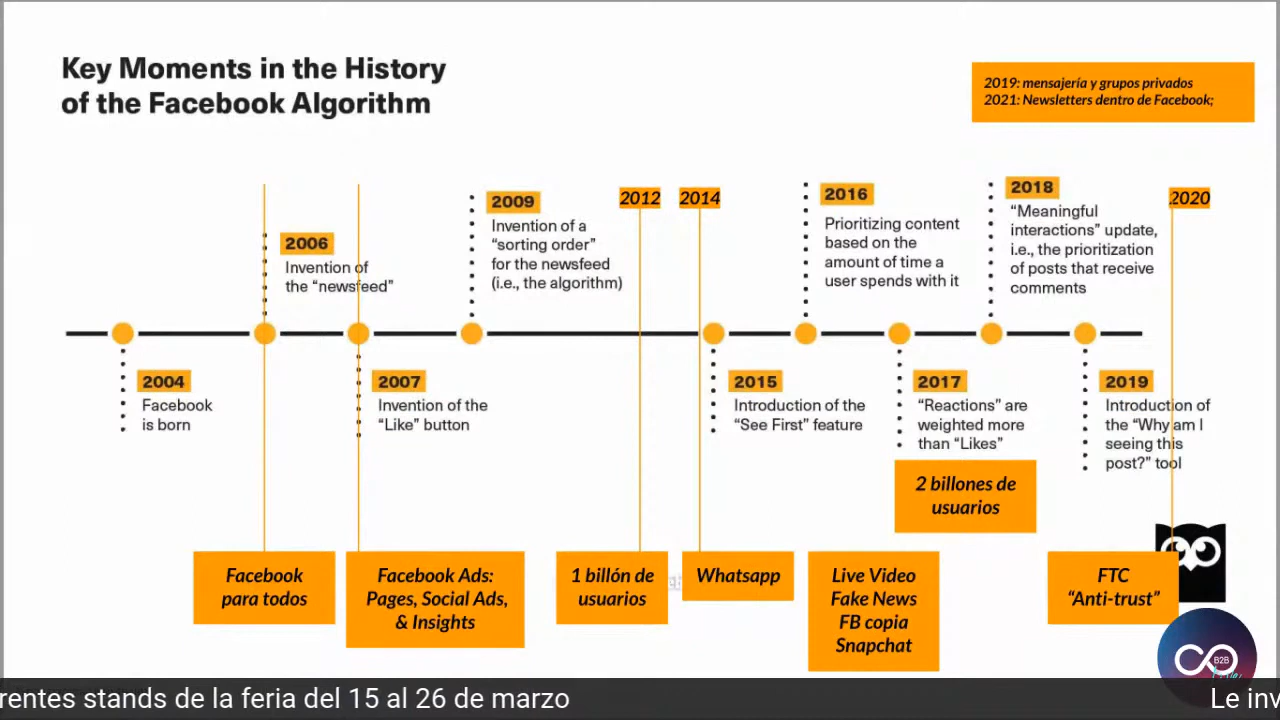 Key Moments in the History
of the Facebook Algorithm
2019: mensajería y grupos privados
2021: Newsletters dentro de Facebook;
2006
Invention of
the “newsfeed”
2009
Invention of a
“sorting order”
for the newsfeed
(i.e., the algorithm)
2012
2014
2016
Prioritizing content
based on the
amount of time a
user spends with it
2018
“Meaningful
interactions” update,
i.e., the prioritization
of posts that receive
comments
2020
2004
Facebook
is born
2007
Invention of the
“Like” button
2015
Introduction of the
“See First” feature
2017
“Reactions” are
weighted more
than “Likes”
2019
Introduction of
the “Why am I
seeing this
post?” tool
2 billones de
usuarios
Facebook
para todos
Facebook Ads:
Pages, Social Ads,
& Insights
1 billón de
usuarios
Whatsapp
Live Video
Fake News
FB copia
Snapchat
FTC
“Anti-trust”
B2B
Live
rentes stands de la feria del 15 al 26 de marzo
Le inv